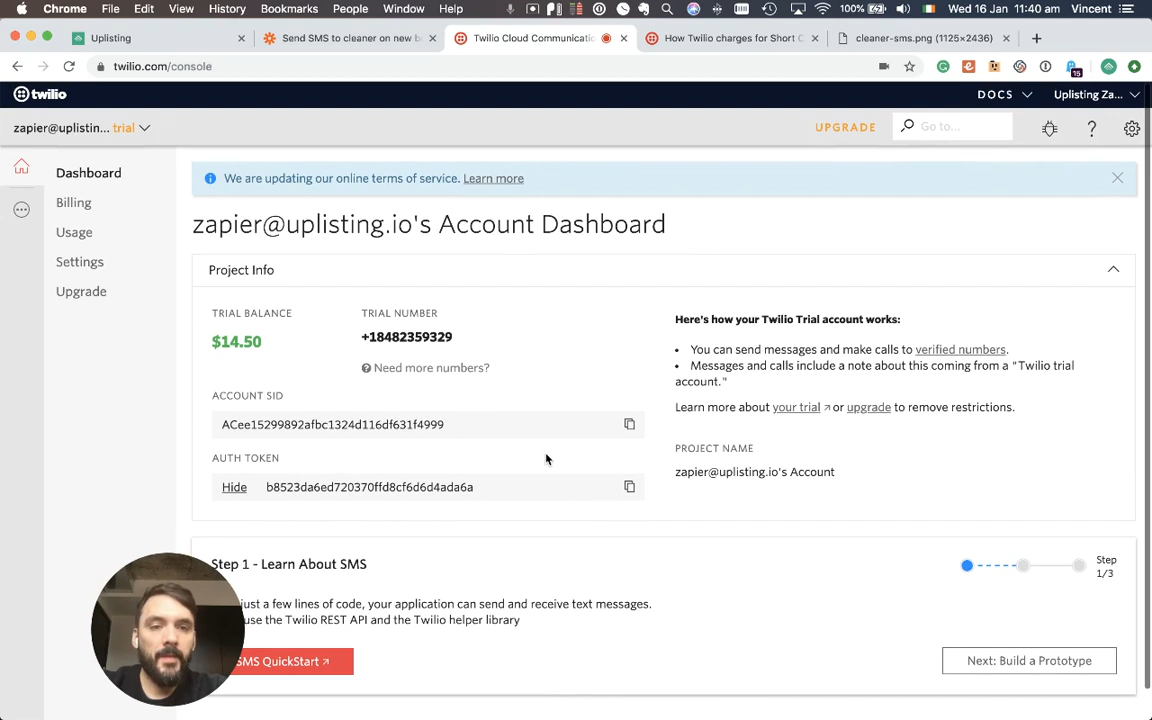 Chrome File Edit View History Bookmarks People Window Help 100% Wed 16 Jan 11:40 am Vincent
Uplisting Send SMS to cleaner on new b Twilio Cloud Communicatio How Twilio charges for Short C cleaner-sms.png (1125×2436)
twilio.com/console 15
twilio DOCS Uplisting Za...
zapier@uplistin... trial UPGRADE Go to...
Dashboard
Billing
Usage
Settings
Upgrade
We are updating our online terms of service. Learn more
zapier@uplisting.io's Account Dashboard
Project Info
TRIAL BALANCE
$14.50
TRIAL NUMBER
+18482359329
Need more numbers?
ACCOUNT SID
ACee15299892afbc1324d116df631f4999
AUTH TOKEN
Hide b8523da6ed720370ffd8cf6d6d4ada6a
Here's how your Twilio Trial account works:
• You can send messages and make calls to verified numbers.
• Messages and calls include a note about this coming from a "Twilio trial
account."
Learn more about your trial or upgrade to remove restrictions.
PROJECT NAME
zapier@uplisting.io's Account
Step 1 - Learn About SMS
Step
1/3
just a few lines of code, your application can send and receive text messages.
use the Twilio REST API and the Twilio helper library
SMS QuickStart
Next: Build a Prototype